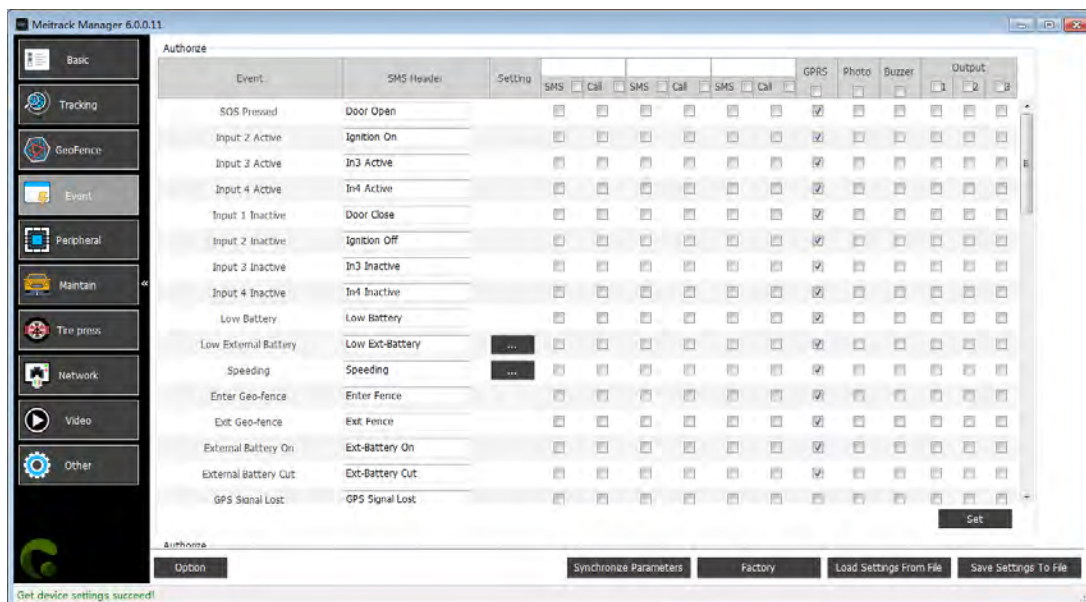 Meitrack Manager 6.0.0.11
Basic
Tracking
GeoFence
Event
Peripheral
Maintain
«
Tire press
Network
Video
Other
Authorize
Event SMS Header Setting GPRS Photo Buzzer Output
SMS Call SMS Call SMS Call 1 2 3
SOS Pressed Door Open
Input 2 Active Ignition On
Input 3 Active In3 Active
Input 4 Active In4 Active
Input 1 Inactive Door Close
Input 2 Inactive Ignition Off
Input 3 Inactive In3 Inactive
Input 4 Inactive In4 Inactive
Low Battery Low Battery
Low External Battery Low Ext-Battery ...
Speeding Speeding ...
Enter Geo-fence Enter Fence
Exit Geo-fence Exit Fence
External Battery On Ext-Battery On
External Battery Cut Ext-Battery Cut
GPS Signal Lost GPS Signal Lost
Set
Authorize
Option Synchronize Parameters Factory Load Settings From File Save Settings To File
Get device settings succeed!